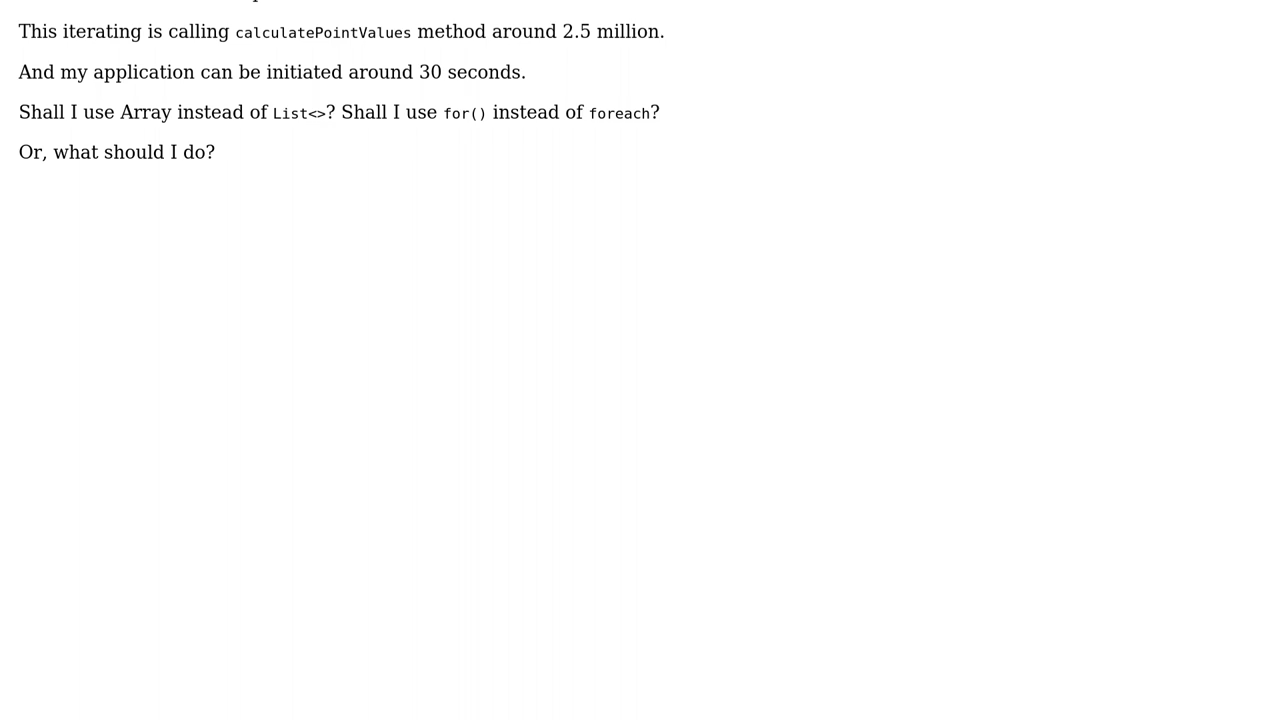 This iterating is calling calculatePointValues method around 2.5 million.
And my application can be initiated around 30 seconds.
Shall I use Array instead of List<>? Shall I use for() instead of foreach?
Or, what should I do?